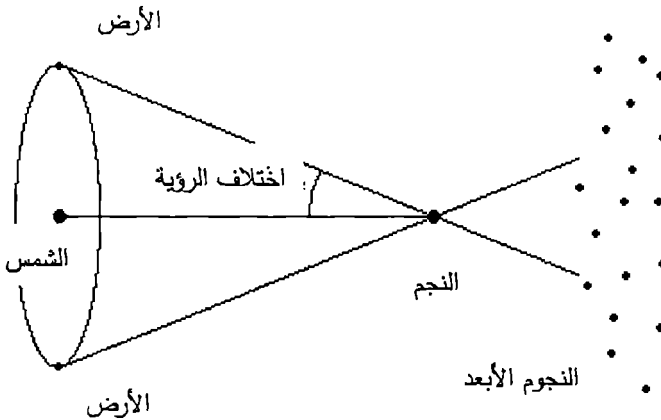 الأرض
اختلاف الرؤية
الشمس
النجم
النجوم الأبعد
الأرض